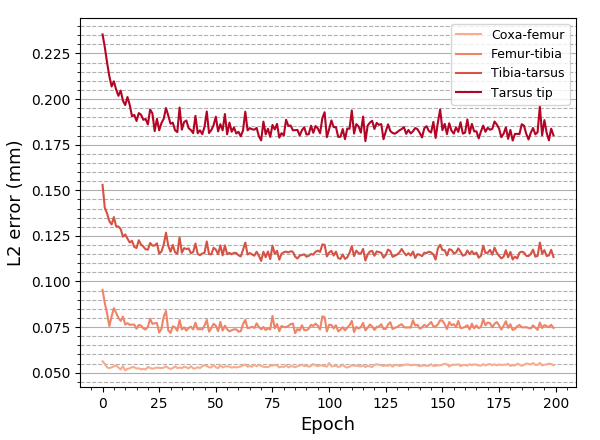 Coxa-femur
Femur-tibia
Tibia-tarsus
Tarsus tip
L2 error (mm)
0.225
0.200
0.175
0.150
0.125
0.100
0.075
0.050
0 25 50 75 100 125 150 175 200
Epoch